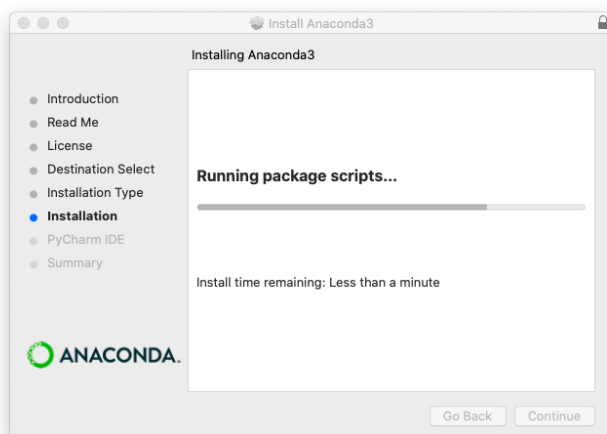 Install Anaconda3
Installing Anaconda3
Introduction
Read Me
License
Destination Select
Installation Type
Installation
PyCharm IDE
Summary
Running package scripts...
Install time remaining: Less than a minute
ANACONDA.
Go Back
Continue